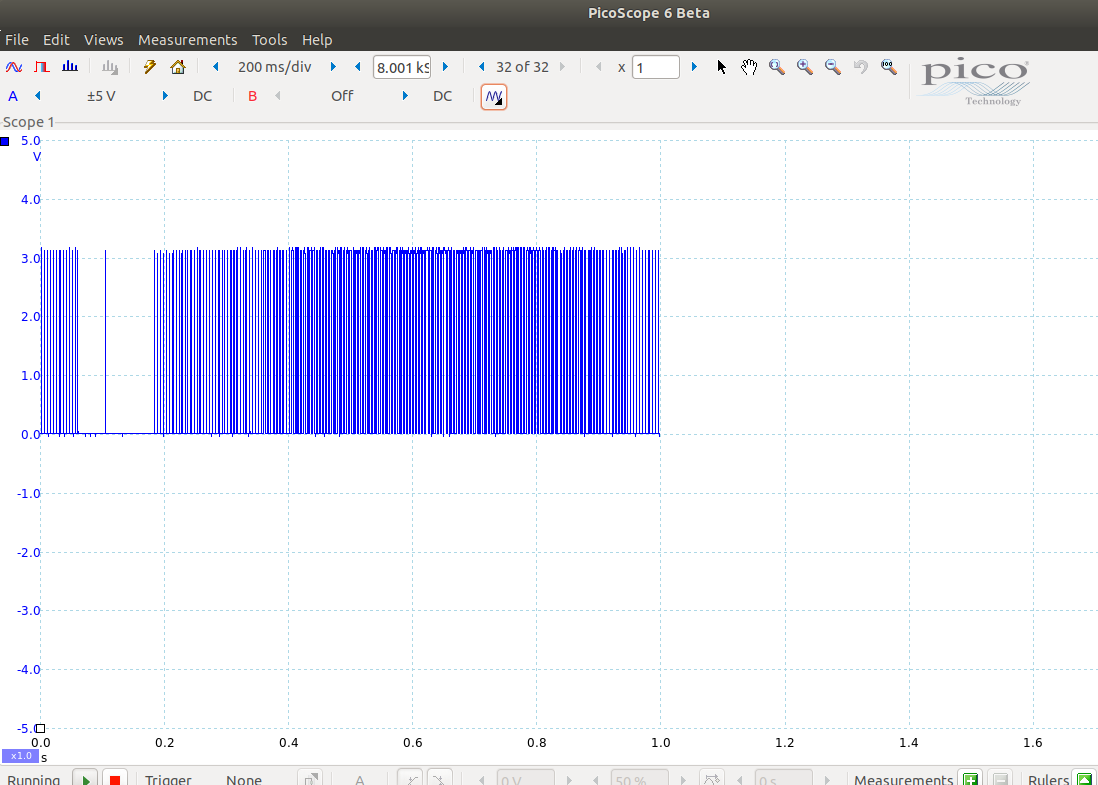 PicoScope 6 Beta
File Edit Views Measurements Tools Help
200 ms/div 8.001 kS 32 of 32 x 1
pico
Technology
A ±5 V DC B Off DC
Scope 1
5.0
V
4.0
3.0
2.0
1.0
0.0
-1.0
-2.0
-3.0
-4.0
-5.0
0.0 0.2 0.4 0.6 0.8 1.0 1.2 1.4 1.6
x1.0 s
Running Trigger None A 0 V 50 % 0 s Measurements Rulers